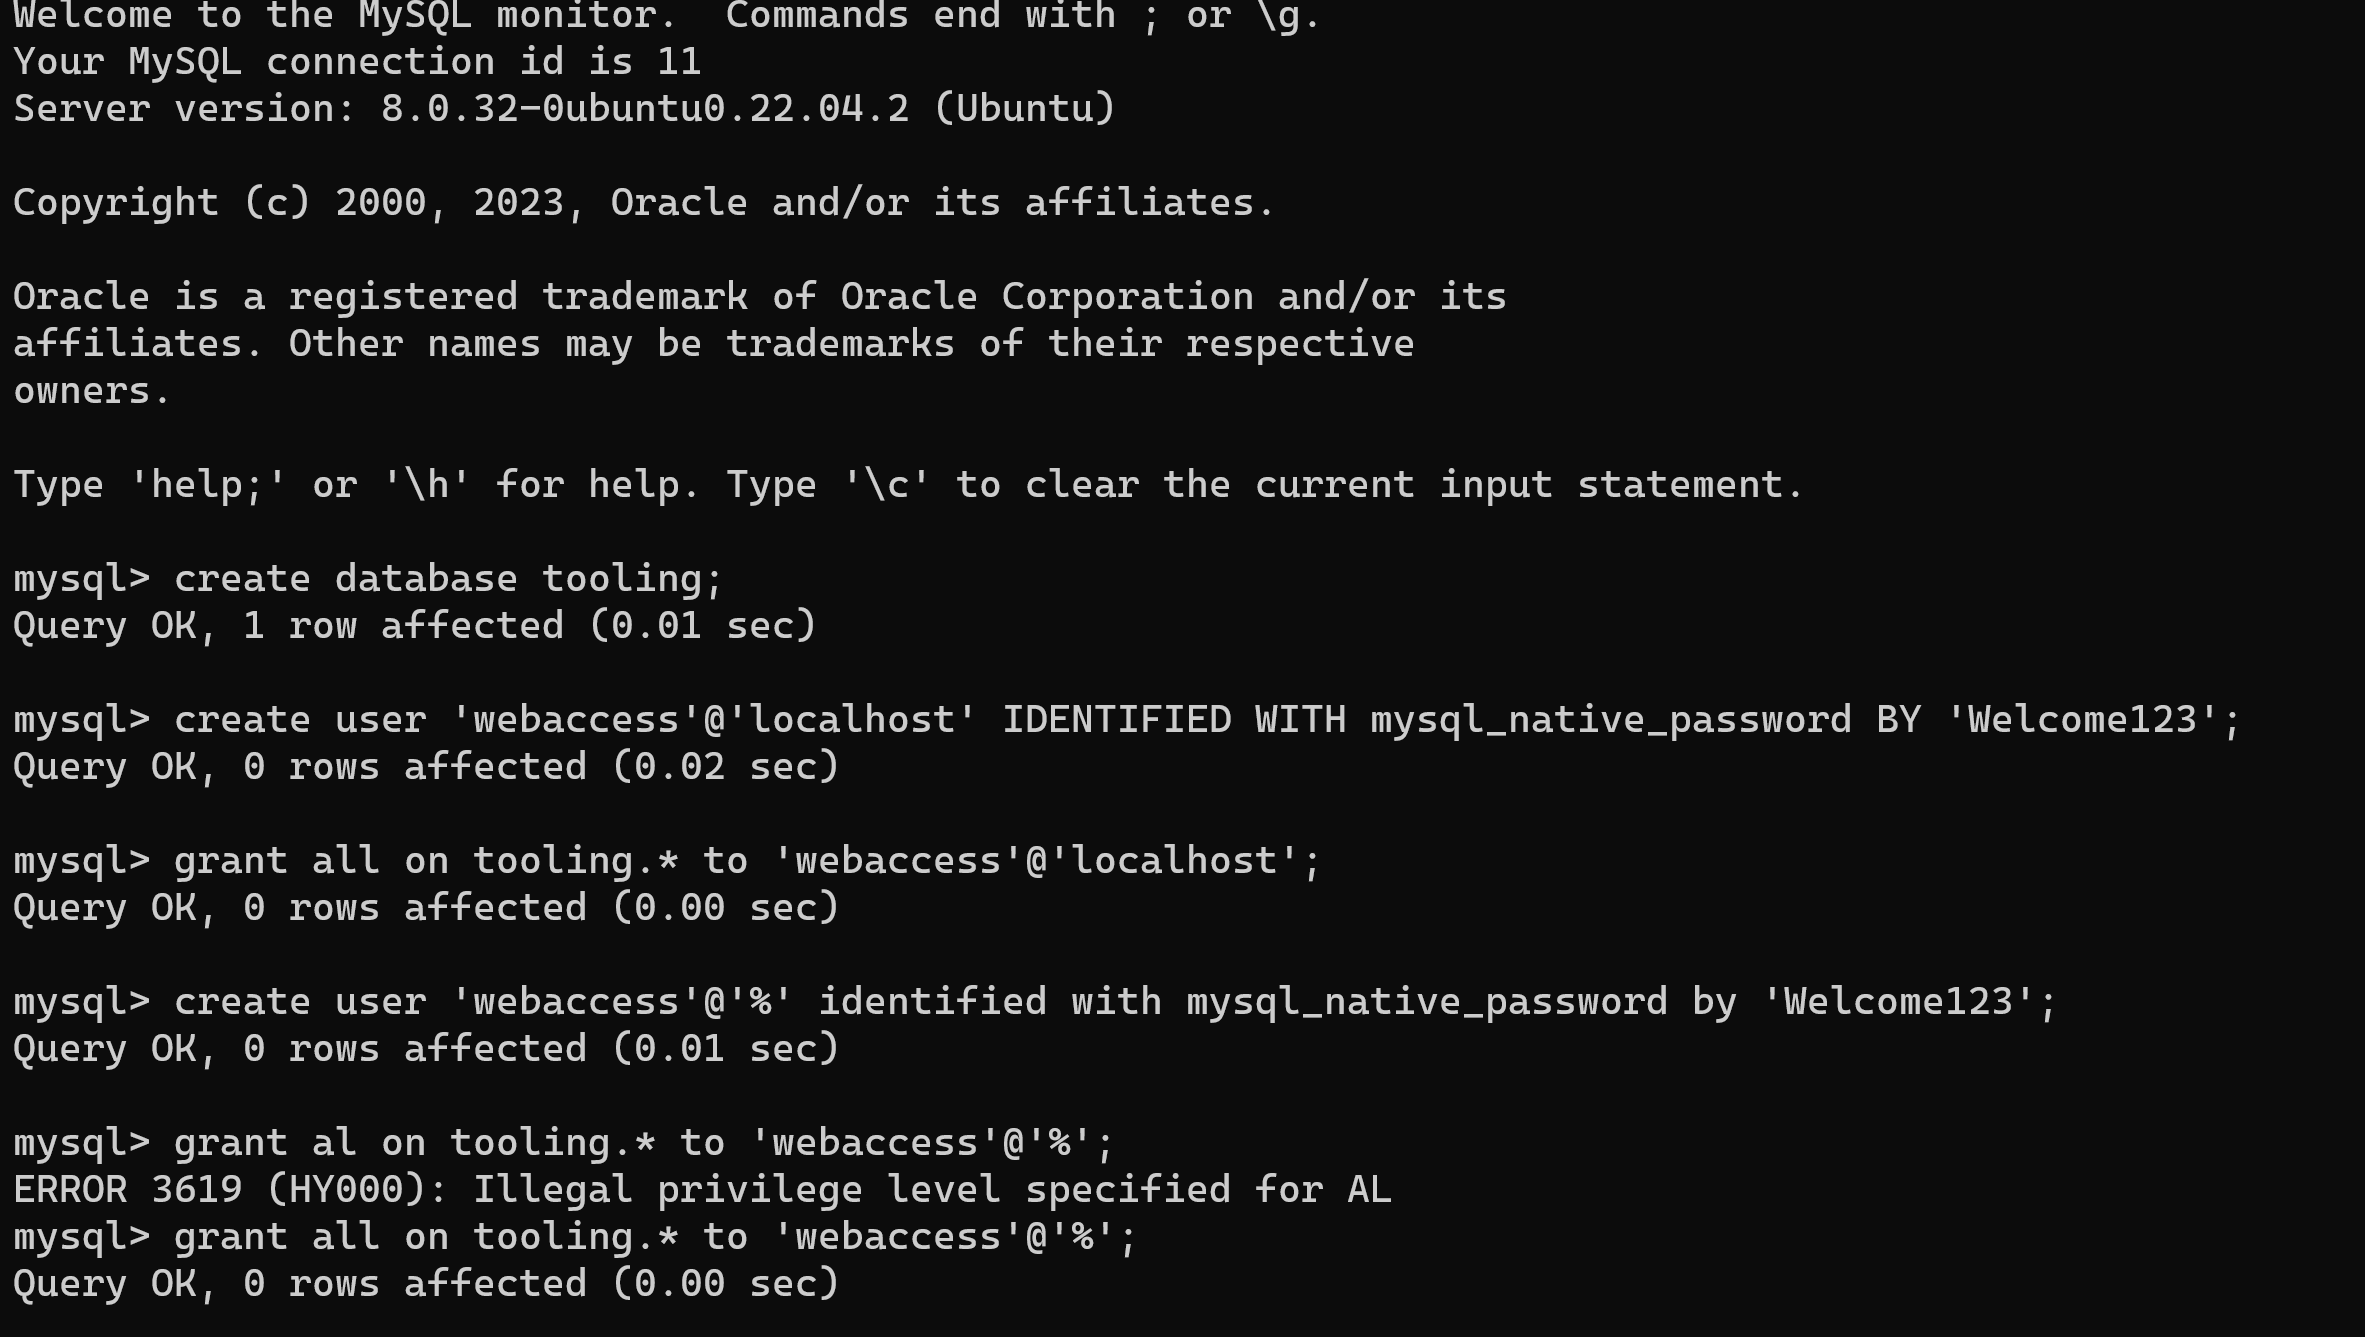 Welcome to the MySQL monitor.  Commands end with ; or \g.
Your MySQL connection id is 11
Server version: 8.0.32-0ubuntu0.22.04.2 (Ubuntu)
Copyright (c) 2000, 2023, Oracle and/or its affiliates.
Oracle is a registered trademark of Oracle Corporation and/or its
affiliates. Other names may be trademarks of their respective
owners.
Type 'help;' or '\h' for help. Type '\c' to clear the current input statement.
mysql> create database tooling;
Query OK, 1 row affected (0.01 sec)
mysql> create user 'webaccess'@'localhost' IDENTIFIED WITH mysql_native_password BY 'Welcome123';
Query OK, 0 rows affected (0.02 sec)
mysql> grant all on tooling.* to 'webaccess'@'localhost';
Query OK, 0 rows affected (0.00 sec)
mysql> create user 'webaccess'@'%' identified with mysql_native_password by 'Welcome123';
Query OK, 0 rows affected (0.01 sec)
mysql> grant al on tooling.* to 'webaccess'@'%';
ERROR 3619 (HY000): Illegal privilege level specified for AL
mysql> grant all on tooling.* to 'webaccess'@'%';
Query OK, 0 rows affected (0.00 sec)